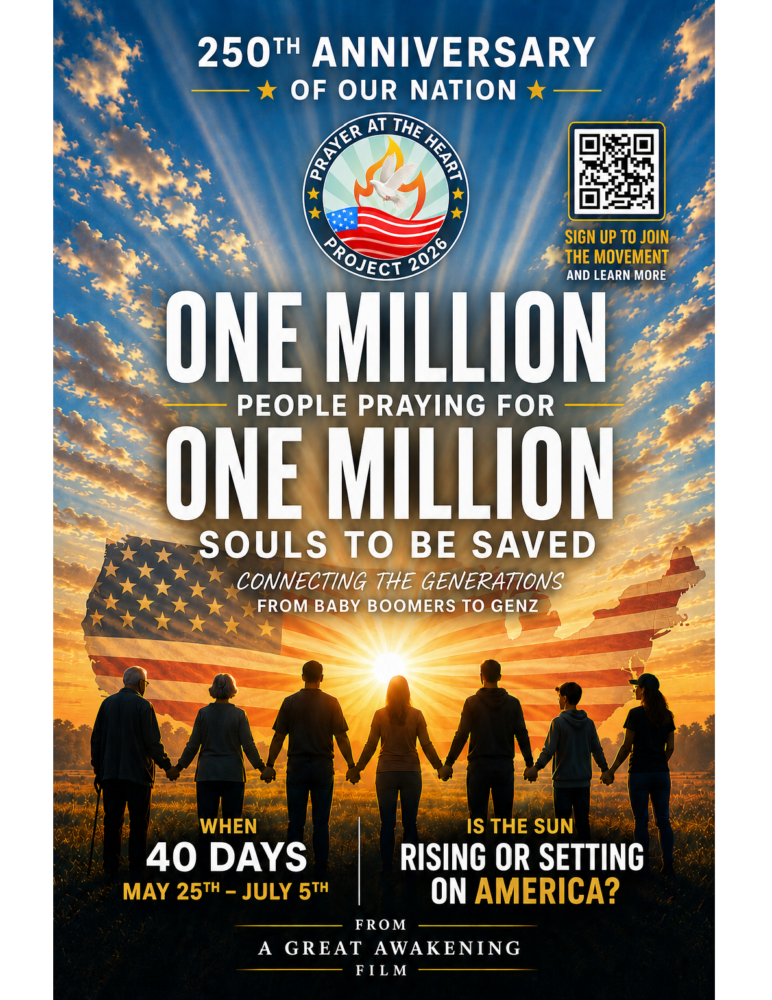 250TH ANNIVERSARY
OF OUR NATION
PRAYER AT THE HEART
PROJECT 2026
SIGN UP TO JOIN
THE MOVEMENT
AND LEARN MORE
ONE MILLION
PEOPLE PRAYING FOR
ONE MILLION
SOULS TO BE SAVED
CONNECTING THE GENERATIONS
FROM BABY BOOMERS TO GENZ
WHEN
40 DAYS
MAY 25TH – JULY 5TH
IS THE SUN
RISING OR SETTING
ON AMERICA?
FROM
A GREAT AWAKENING
FILM